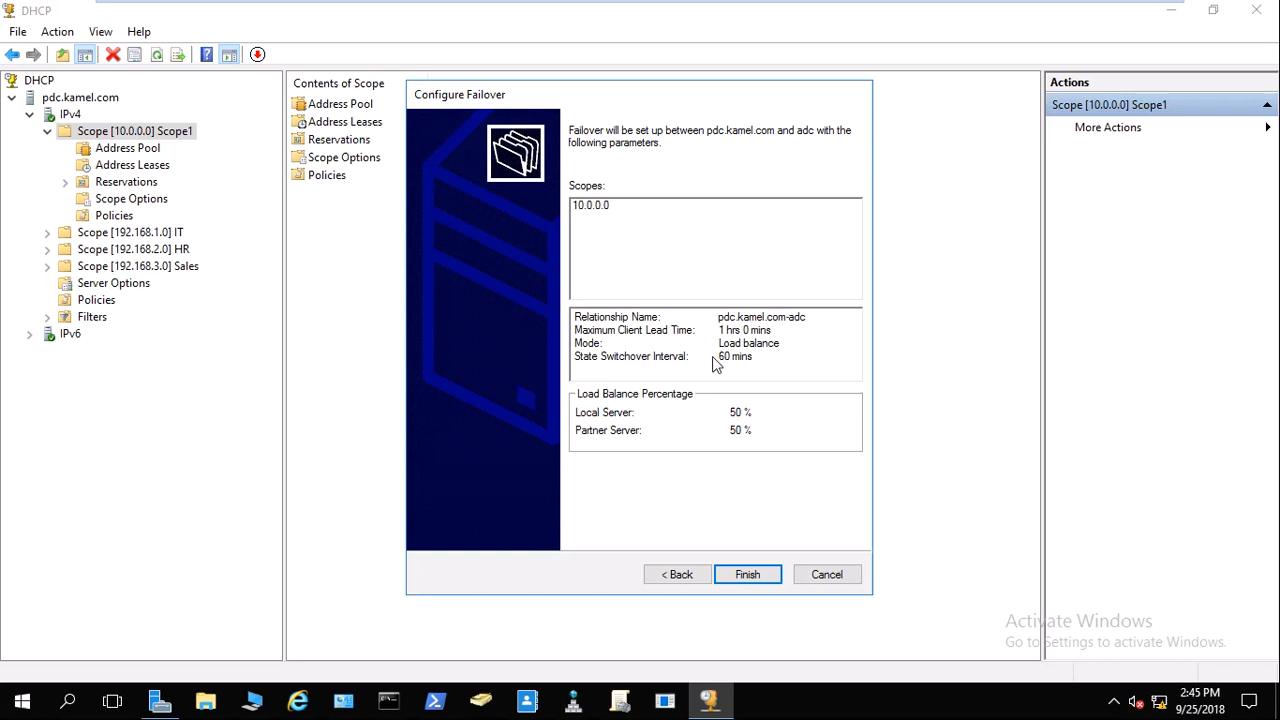 DHCP
File Action View Help
DHCP
pdc.kamel.com
IPv4
Scope [10.0.0.0] Scope1
Address Pool
Address Leases
Reservations
Scope Options
Policies
Scope [192.168.1.0] IT
Scope [192.168.2.0] HR
Scope [192.168.3.0] Sales
Server Options
Policies
Filters
IPv6
Contents of Scope
Address Pool
Address Leases
Reservations
Scope Options
Policies
Configure Failover
Failover will be set up between pdc.kamel.com and adc with the
following parameters.
Scopes:
10.0.0.0
Relationship Name: pdc.kamel.com-adc
Maximum Client Lead Time: 1 hrs 0 mins
Mode: Load balance
State Switchover Interval: 60 mins
Load Balance Percentage
Local Server: 50 %
Partner Server: 50 %
< Back Finish Cancel
Actions
Scope [10.0.0.0] Scope1
More Actions
Activate Windows
Go to Settings to activate Windows.
2:45 PM
9/25/2018